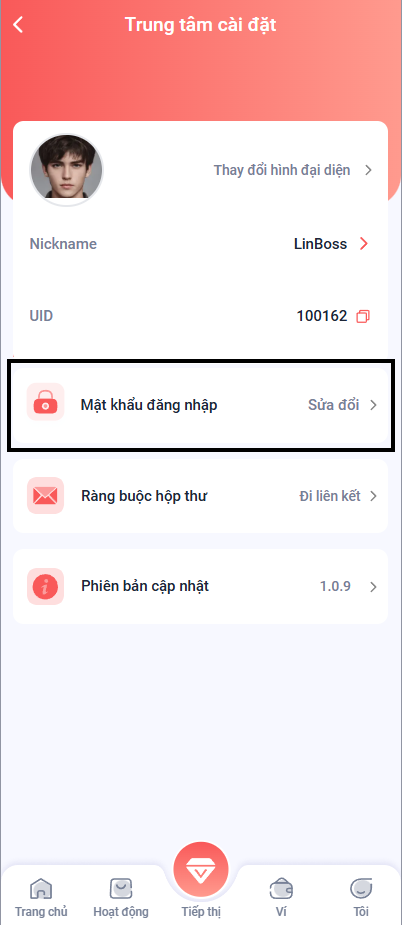 Trung tâm cài đặt
Thay đổi hình đại diện
Nickname LinBoss
UID 100162
Mật khẩu đăng nhập Sửa đổi
Ràng buộc hộp thư Đi liên kết
Phiên bản cập nhật 1.0.9
Trang chủ Hoạt động Tiếp thị Ví Tôi